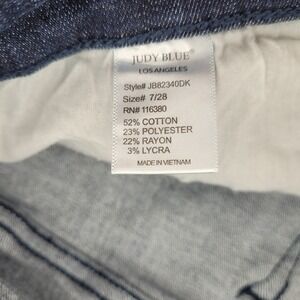 JUDY BLUE
LOS ANGELES
Style# JB82340DK
Size# 7/28
RN# 116380
52% COTTON
23% POLYESTER
22% RAYON
3% LYCRA
MADE IN VIETNAM